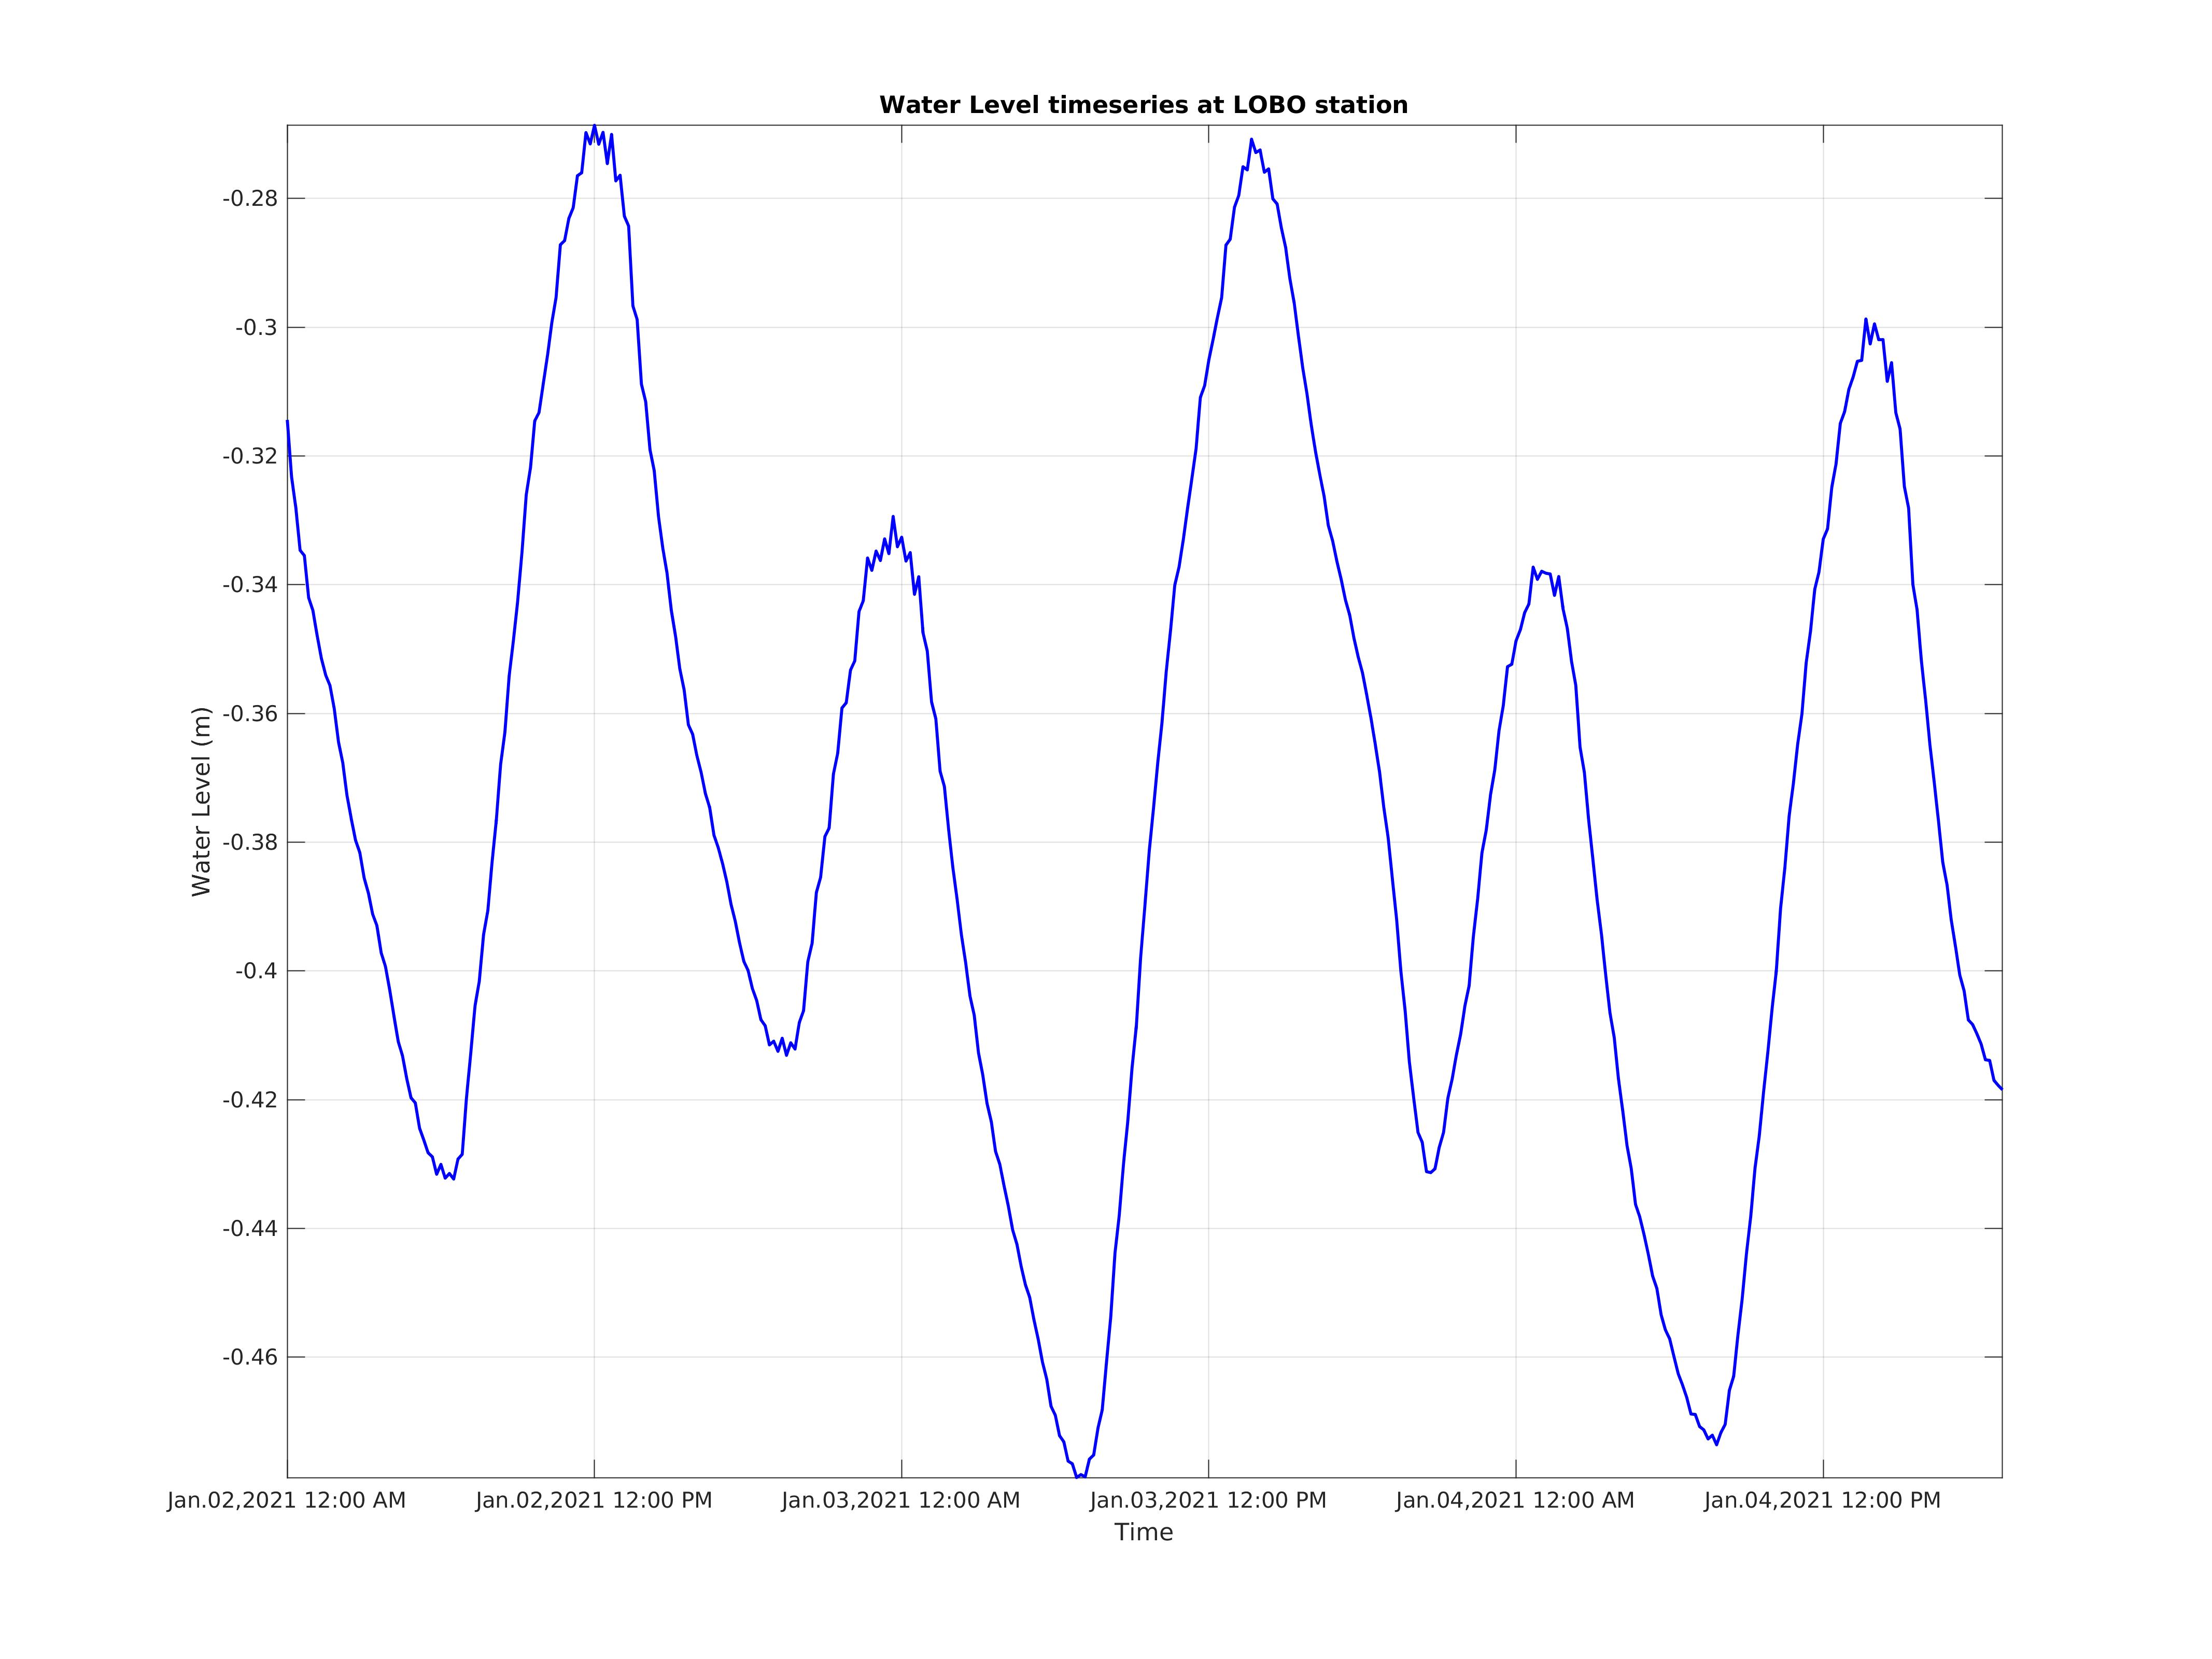 Water Level timeseries at LOBO station
-0.28
-0.3
-0.32
-0.34
-0.36
-0.38
-0.4
-0.42
-0.44
-0.46
Water Level (m)
Jan.02,2021 12:00 AM
Jan.02,2021 12:00 PM
Jan.03,2021 12:00 AM
Jan.03,2021 12:00 PM
Jan.04,2021 12:00 AM
Jan.04,2021 12:00 PM
Time